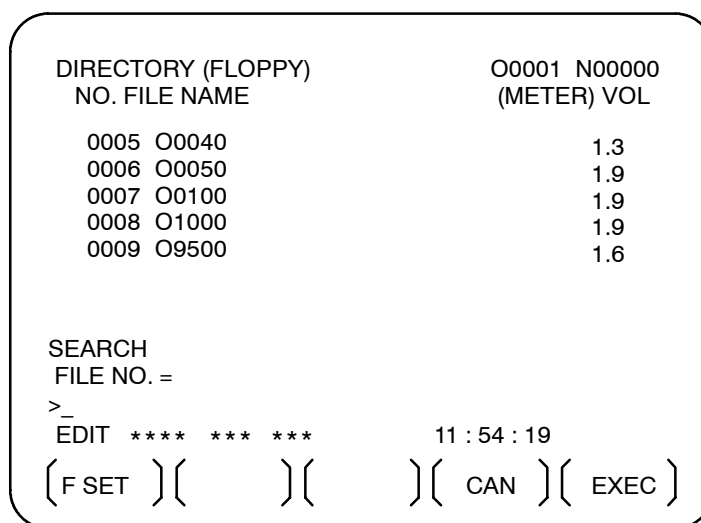 DIRECTORY (FLOPPY) O0001 N00000
NO. FILE NAME (METER) VOL
0005 O0040 1.3
0006 O0050 1.9
0007 O0100 1.9
0008 O1000 1.9
0009 O9500 1.6
SEARCH
FILE NO. =
>_
EDIT **** *** *** 11 : 54 : 19
F SET CAN EXEC